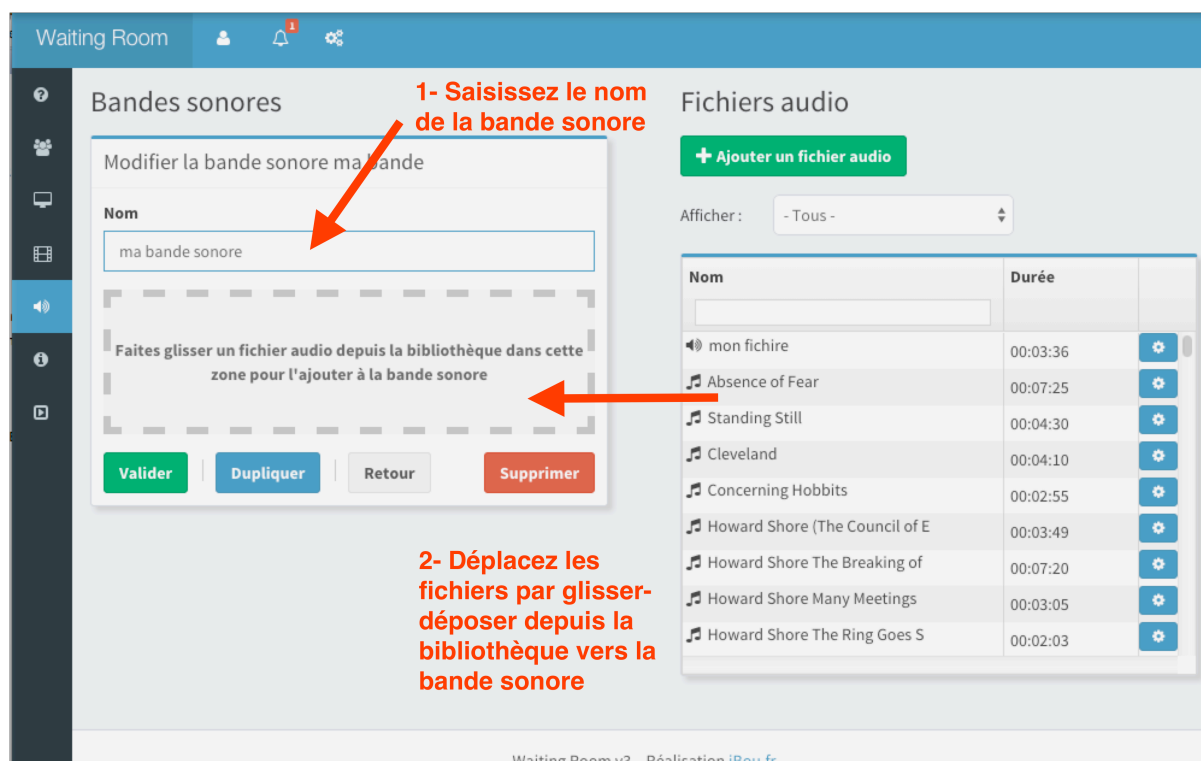 Waiting Room
1
Bandes sonores
1- Saisissez le nom
de la bande sonore
Modifier la bande sonore ma bande
Nom
ma bande sonore
Faites glisser un fichier audio depuis la bibliothèque dans cette
zone pour l'ajouter à la bande sonore
Valider
Dupliquer
Retour
Supprimer
2- Déplacez les
fichiers par glisser-
déposer depuis la
bibliothèque vers la
bande sonore
Fichiers audio
+ Ajouter un fichier audio
Afficher :
- Tous -
Nom Durée
mon fichire 00:03:36
Absence of Fear 00:07:25
Standing Still 00:04:30
Cleveland 00:04:10
Concerning Hobbits 00:02:55
Howard Shore (The Council of E 00:03:49
Howard Shore The Breaking of 00:07:20
Howard Shore Many Meetings 00:03:05
Howard Shore The Ring Goes S 00:02:03
Waiting Room v3 - Réalisation iBou.fr